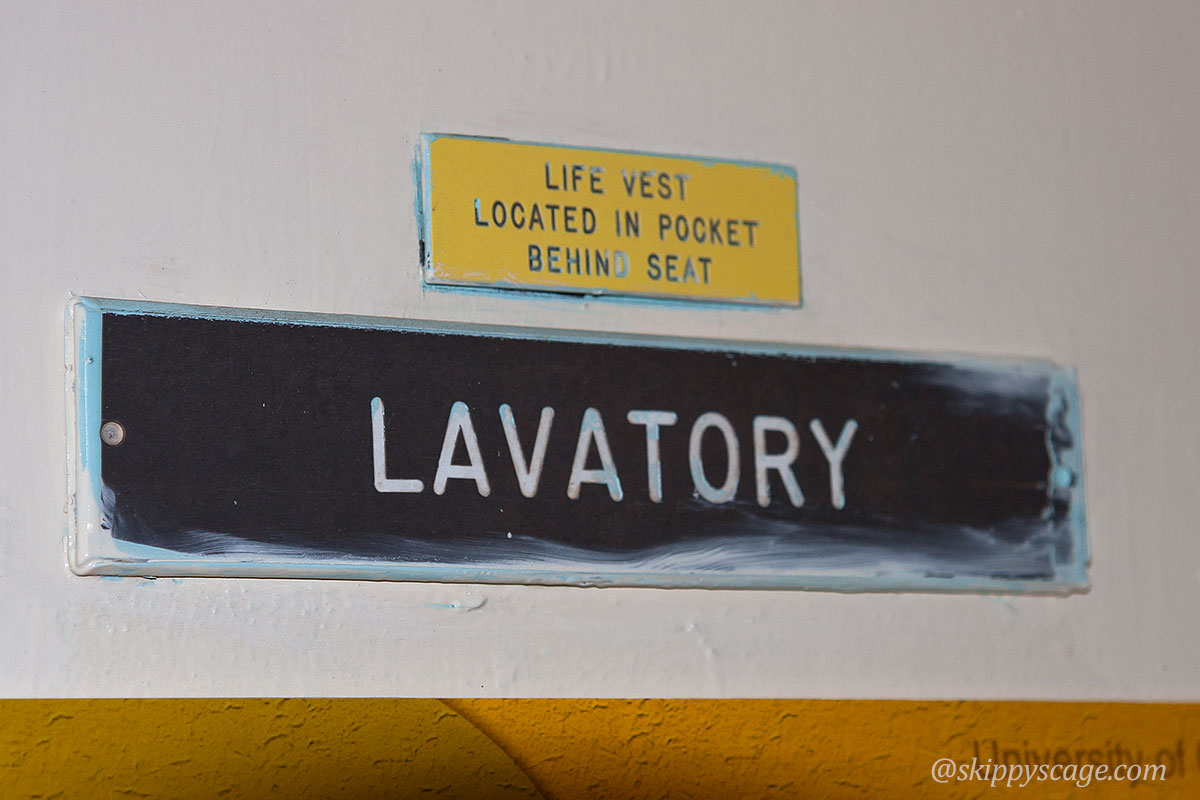 LIFE VEST
LOCATED IN POCKET
BEHIND SEAT
LAVATORY
University of
@skippyscage.com